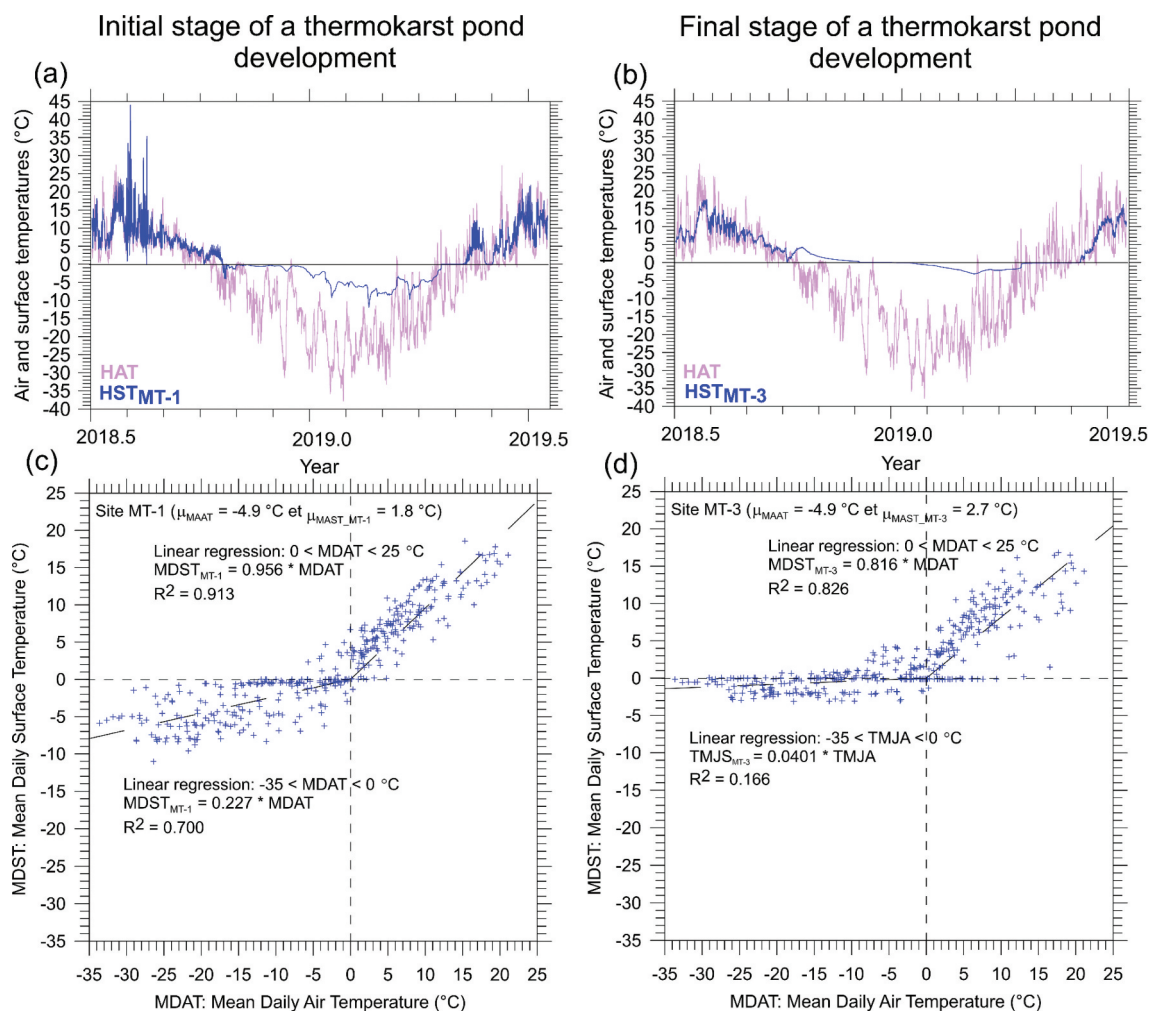 Initial stage of a thermokarst pond
development
Final stage of a thermokarst pond
development
(a)
45
40
35
30
25
20
15
10
5
0
-5
-10
-15
-20
-25
-30
-35
-40
Air and surface temperatures (°C)
HAT
HST MT-1
2018.5
2019.0
2019.5
Year
(b)
45
40
35
30
25
20
15
10
5
0
-5
-10
-15
-20
-25
-30
-35
-40
Air and surface temperatures (°C)
HAT
HST MT-3
2018.5
2019.0
2019.5
Year
(c)
25
20
15
10
5
0
-5
-10
-15
-20
-25
-30
-35
MDST: Mean Daily Surface Temperature (°C)
Site MT-1 (μMAAT = -4.9 °C et μMAST_MT-1 = 1.8 °C)
Linear regression: 0 < MDAT < 25 °C
MDSTMT-1 = 0.956 * MDAT
R2 = 0.913
Linear regression: -35 < MDAT < 0 °C
MDSTMT-1 = 0.227 * MDAT
R2 = 0.700
-35 -30 -25 -20 -15 -10 -5 0 5 10 15 20 25
MDAT: Mean Daily Air Temperature (°C)
(d)
25
20
15
10
5
0
-5
-10
-15
-20
-25
-30
-35
MDST: Mean Daily Surface Temperature (°C)
Site MT-3 (μMAAT = -4.9 °C et μMAST_MT-3 = 2.7 °C)
Linear regression: 0 < MDAT < 25 °C
MDSTMT-3 = 0.816 * MDAT
R2 = 0.826
Linear regression: -35 < TMJA < 0 °C
TMJSMT-3 = 0.0401 * TMJA
R2 = 0.166
-35 -30 -25 -20 -15 -10 -5 0 5 10 15 20 25
MDAT: Mean Daily Air Temperature (°C)